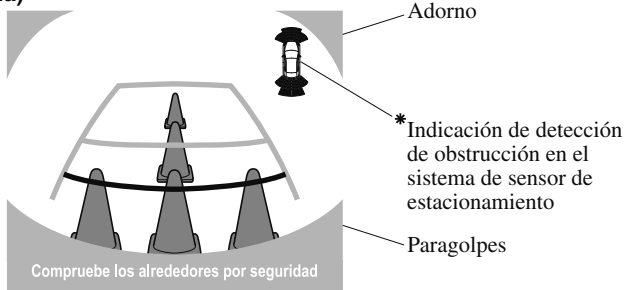 Adorno
*Indicación de detección
de obstrucción en el
sistema de sensor de
estacionamiento
Paragolpes
Compruebe los alrededores por seguridad